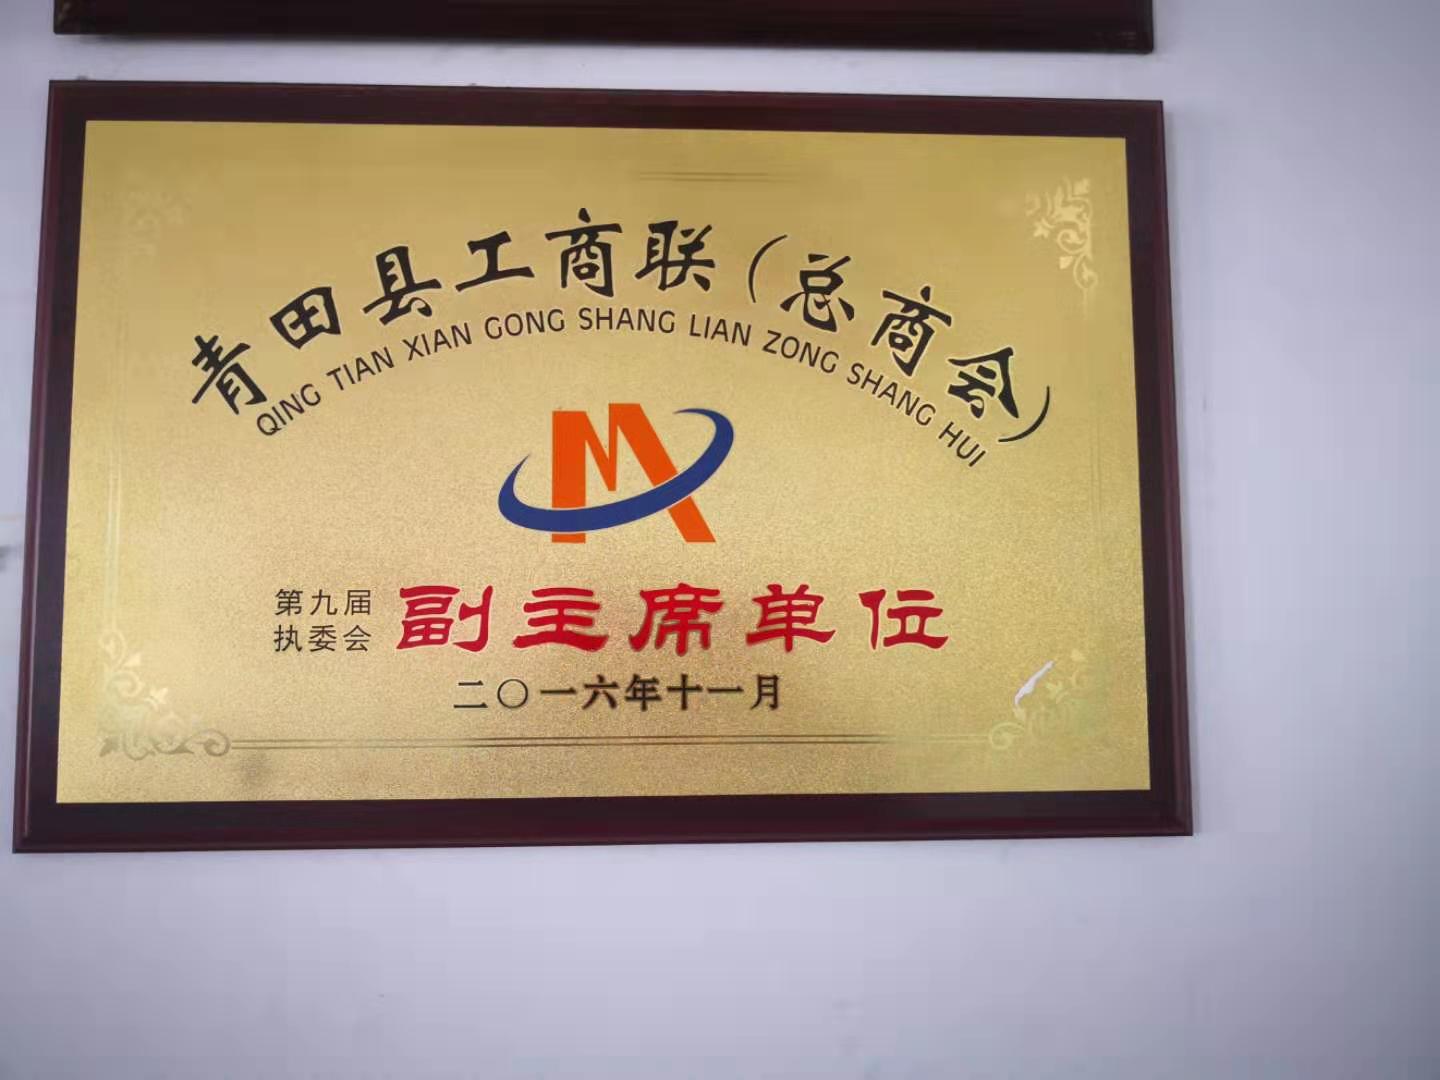 青田县工商联(总商会)
QING TIAN XIAN GONG SHANG LIAN ZONG SHANG HUI
第九届
执委会
副主席单位
二〇一六年十一月